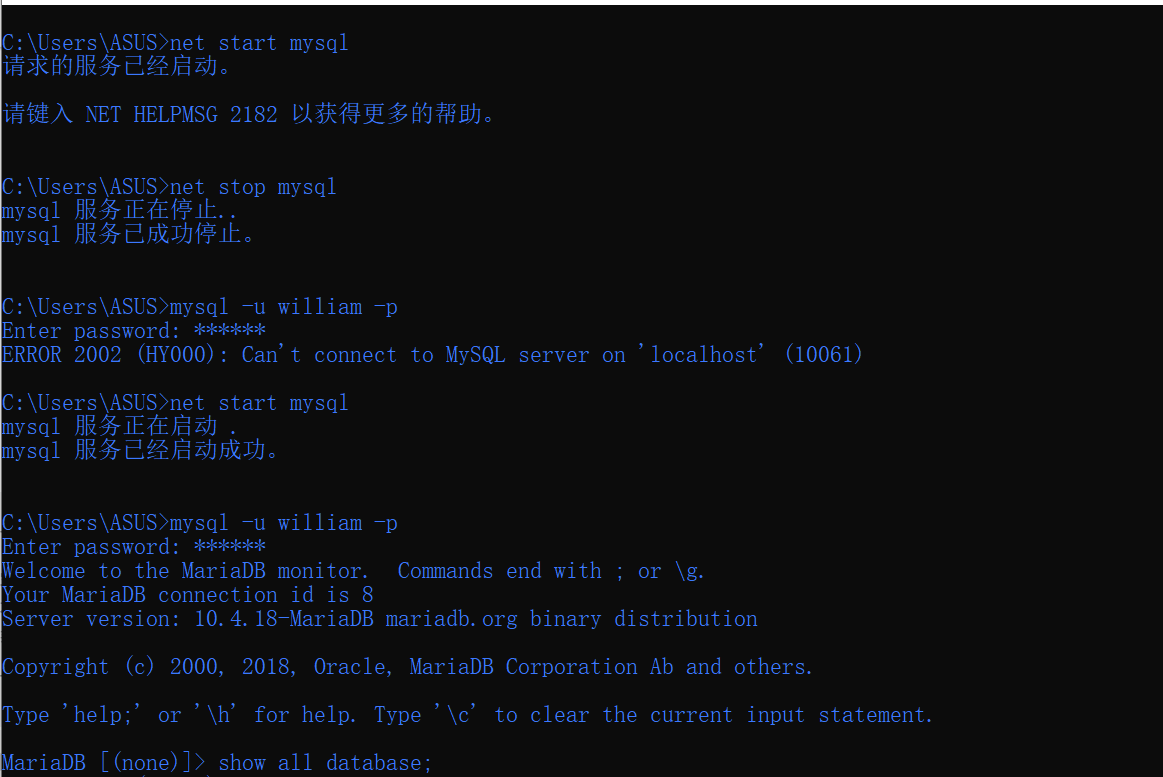 C:\Users\ASUS>net start mysql
请求的服务已经启动。
请键入 NET HELPMSG 2182 以获得更多的帮助。
C:\Users\ASUS>net stop mysql
mysql 服务正在停止..
mysql 服务已成功停止。
C:\Users\ASUS>mysql -u william -p
Enter password: ******
ERROR 2002 (HY000): Can't connect to MySQL server on 'localhost' (10061)
C:\Users\ASUS>net start mysql
mysql 服务正在启动 .
mysql 服务已经启动成功。
C:\Users\ASUS>mysql -u william -p
Enter password: ******
Welcome to the MariaDB monitor.  Commands end with ; or \g.
Your MariaDB connection id is 8
Server version: 10.4.18-MariaDB mariadb.org binary distribution
Copyright (c) 2000, 2018, Oracle, MariaDB Corporation Ab and others.
Type 'help;' or '\h' for help. Type '\c' to clear the current input statement.
MariaDB [(none)]> show all database;